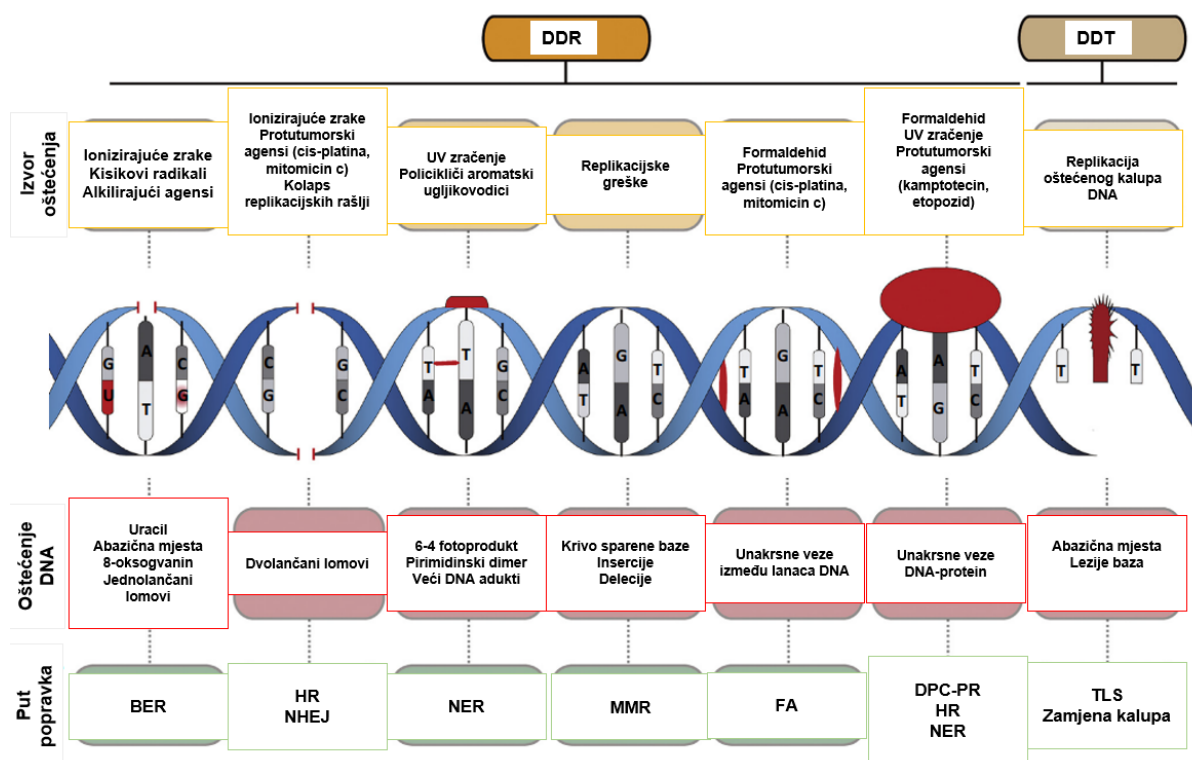 DDR
DDT
Izvor
oštećenja
Ionizirajuće zrake
Kisikovi radikali
Alkilirajući agensi
Ionizirajuće zrake
Protutumorski
agensi (cis-platina,
mitomicin c)
Kolaps
replikacijskih rašlji
UV zračenje
Policikliči aromatski
ugljikovodici
Replikacijske
greške
Formaldehid
Protutumorski
agensi (cis-platina,
mitomicin c)
Formaldehid
UV zračenje
Protutumorski
agensi
(kamptotecin,
etopozid)
Replikacija
oštećenog kalupa
DNA
G
U
A
T
C
G
C
G
G
C
T
A
T
A
G
C
A
T
G
A
T
C
T
A
G
A
T
C
A
T
A
G
T
C
T
T
Oštećenje
DNA
Uracil
Abazična mjesta
8-oksogvanin
Jednolančani
lomovi
Dvolančani lomovi
6-4 fotoprodukt
Pirimidinski dimer
Veći DNA adukti
Krivo sparene baze
Insercije
Delecije
Unakrsne veze
između lanaca DNA
Unakrsne veze
DNA-protein
Abazična mjesta
Lezije baza
Put
popravka
BER
HR
NHEJ
NER
MMR
FA
DPC-PR
HR
NER
TLS
Zamjena kalupa